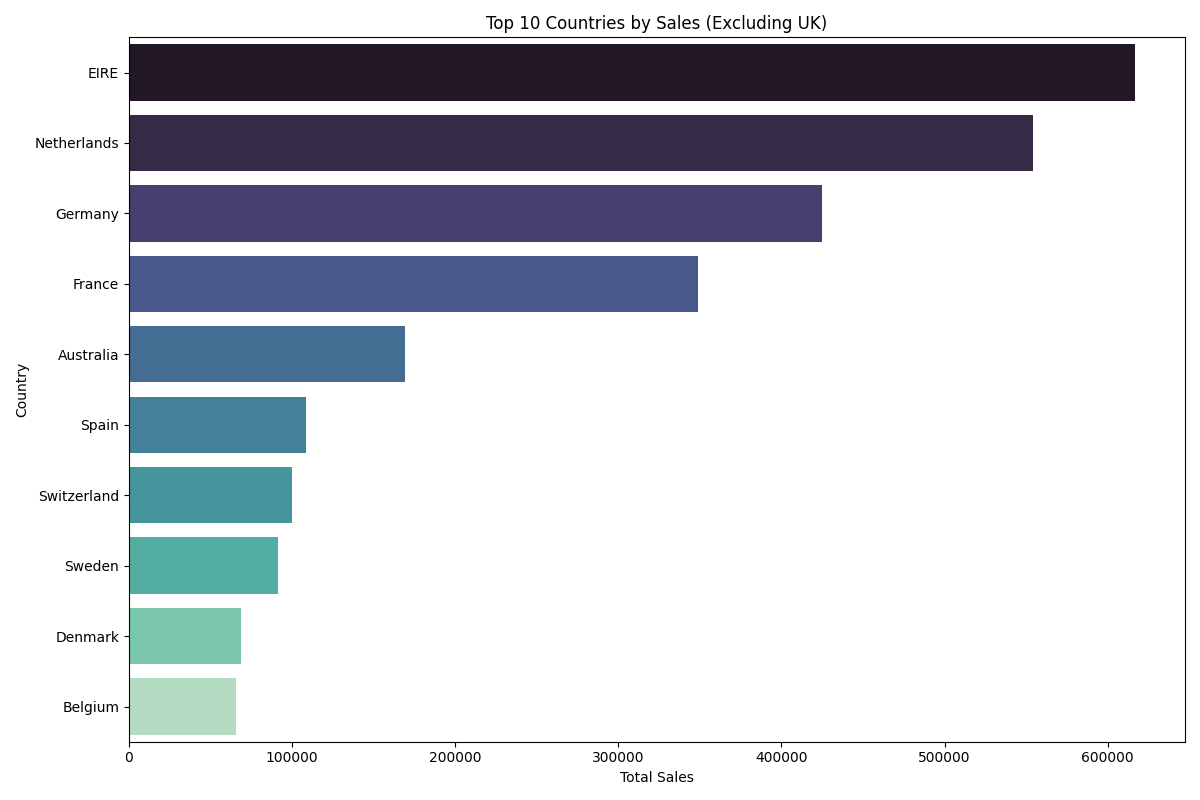 Top 10 Countries by Sales (Excluding UK)
EIRE
Netherlands
Germany
France
Australia
Spain
Switzerland
Sweden
Denmark
Belgium
Country
0 100000 200000 300000 400000 500000 600000
Total Sales